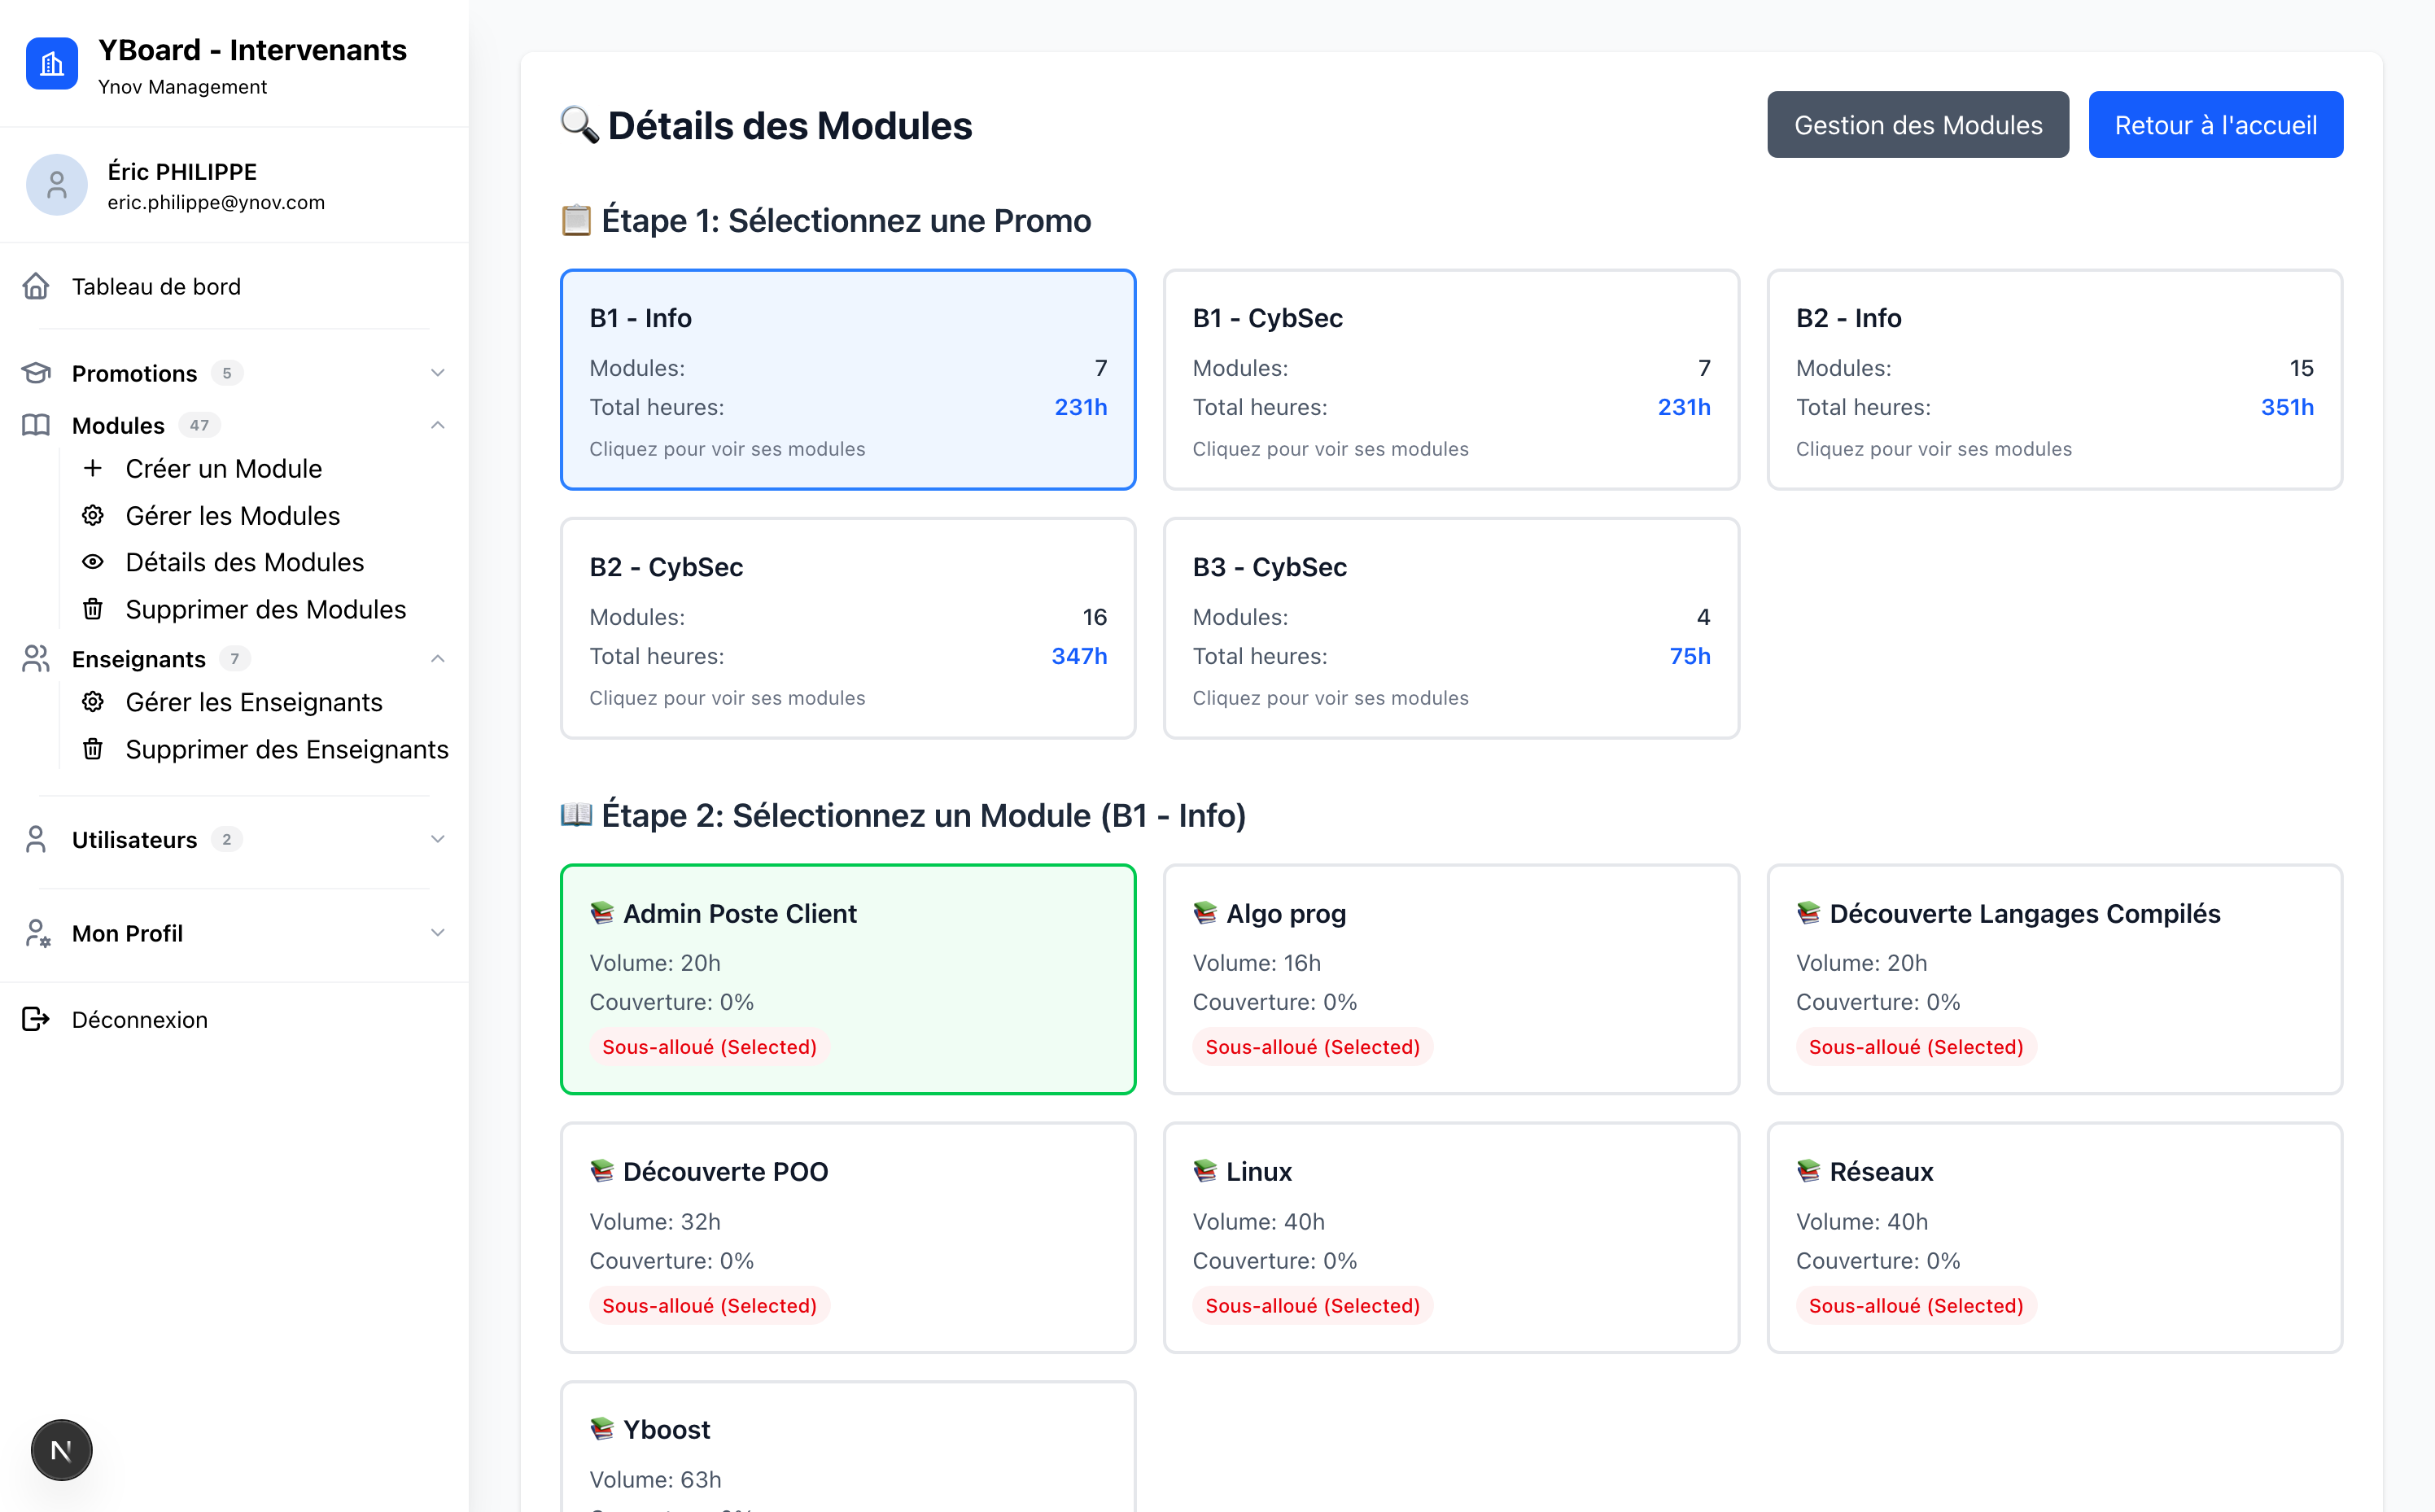 YBoard - Intervenants
Ynov Management
Éric PHILIPPE
eric.philippe@ynov.com
Tableau de bord
Promotions 5
Modules 47
Créer un Module
Gérer les Modules
Détails des Modules
Supprimer des Modules
Enseignants 7
Gérer les Enseignants
Supprimer des Enseignants
Utilisateurs 2
Mon Profil
Déconnexion
N
Détails des Modules
Gestion des Modules
Retour à l'accueil
Étape 1: Sélectionnez une Promo
B1 - Info
Modules: 7
Total heures: 231h
Cliquez pour voir ses modules
B1 - CybSec
Modules: 7
Total heures: 231h
Cliquez pour voir ses modules
B2 - Info
Modules: 15
Total heures: 351h
Cliquez pour voir ses modules
B2 - CybSec
Modules: 16
Total heures: 347h
Cliquez pour voir ses modules
B3 - CybSec
Modules: 4
Total heures: 75h
Cliquez pour voir ses modules
Étape 2: Sélectionnez un Module (B1 - Info)
Admin Poste Client
Volume: 20h
Couverture: 0%
Sous-alloué (Selected)
Algo prog
Volume: 16h
Couverture: 0%
Sous-alloué (Selected)
Découverte Langages Compilés
Volume: 20h
Couverture: 0%
Sous-alloué (Selected)
Découverte POO
Volume: 32h
Couverture: 0%
Sous-alloué (Selected)
Linux
Volume: 40h
Couverture: 0%
Sous-alloué (Selected)
Réseaux
Volume: 40h
Couverture: 0%
Sous-alloué (Selected)
Yboost
Volume: 63h